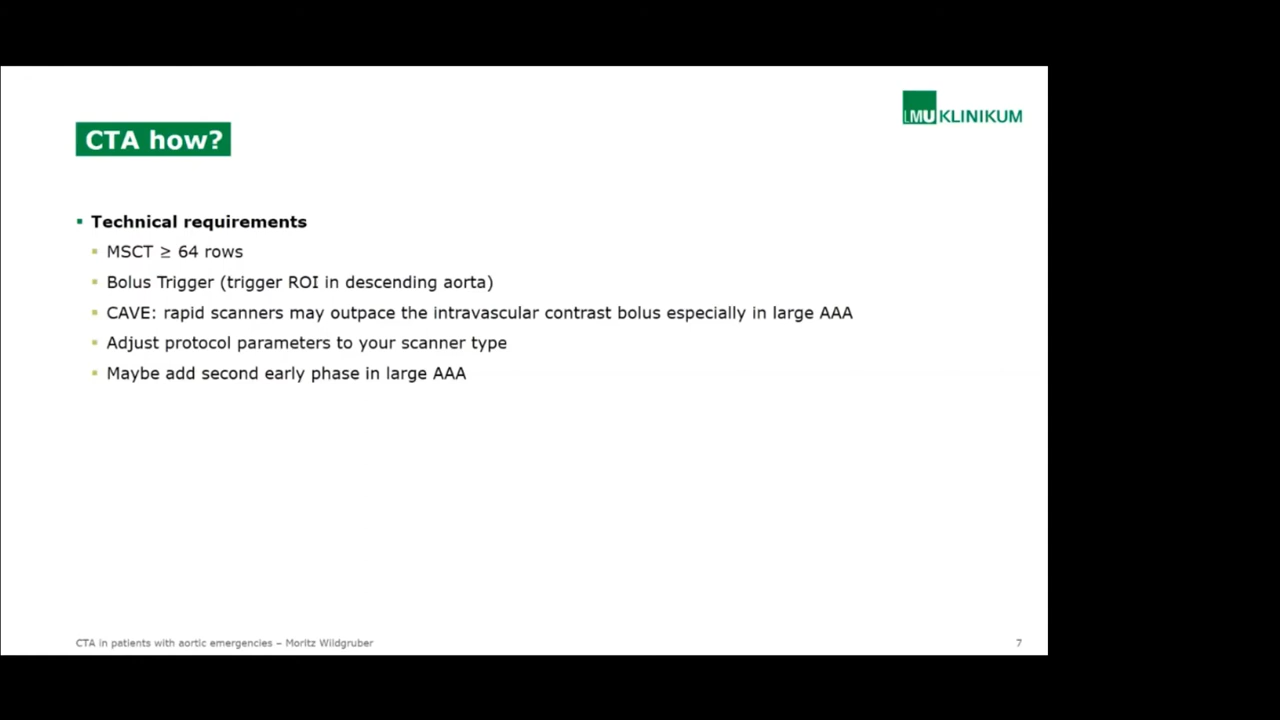 LMU KLINIKUM
CTA how?
▪ Technical requirements
▪ MSCT ≥ 64 rows
▪ Bolus Trigger (trigger ROI in descending aorta)
▪ CAVE: rapid scanners may outpace the intravascular contrast bolus especially in large AAA
▪ Adjust protocol parameters to your scanner type
▪ Maybe add second early phase in large AAA
CTA in patients with aortic emergencies – Moritz Wildgruber
7